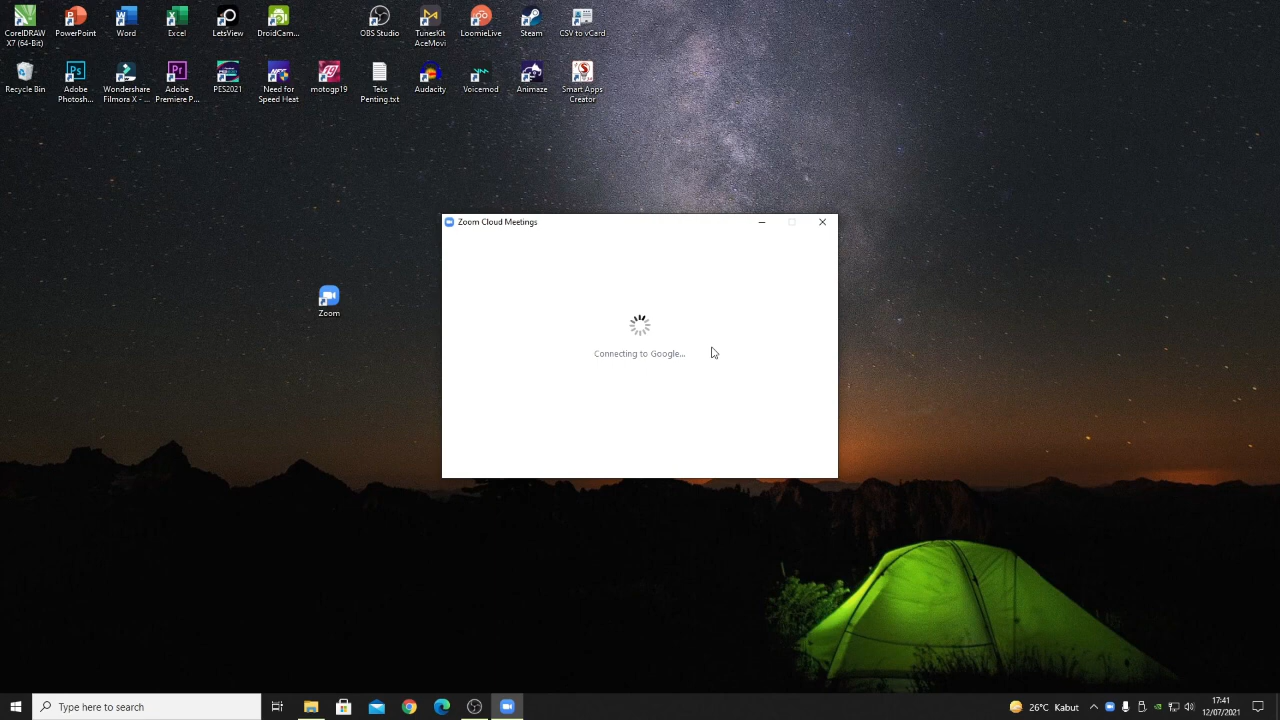 CorelDRAW
X7 (64-Bit)
PowerPoint
Word
Excel
LetsView
DroidCam...
OBS Studio
TunesKit
AceMovi
LoomieLive
Steam
CSV to vCard
Recycle Bin
Adobe
Photosh...
Wondershare
Filmora X - ...
Adobe
Premiere P...
PES2021
Need for
Speed Heat
motogp19
Teks
Penting.txt
Audacity
Voicemod
Animaze
Smart Apps
Creator
Zoom
Zoom Cloud Meetings
Connecting to Google...
Type here to search
26°C Kabut
17:41
12/07/2021